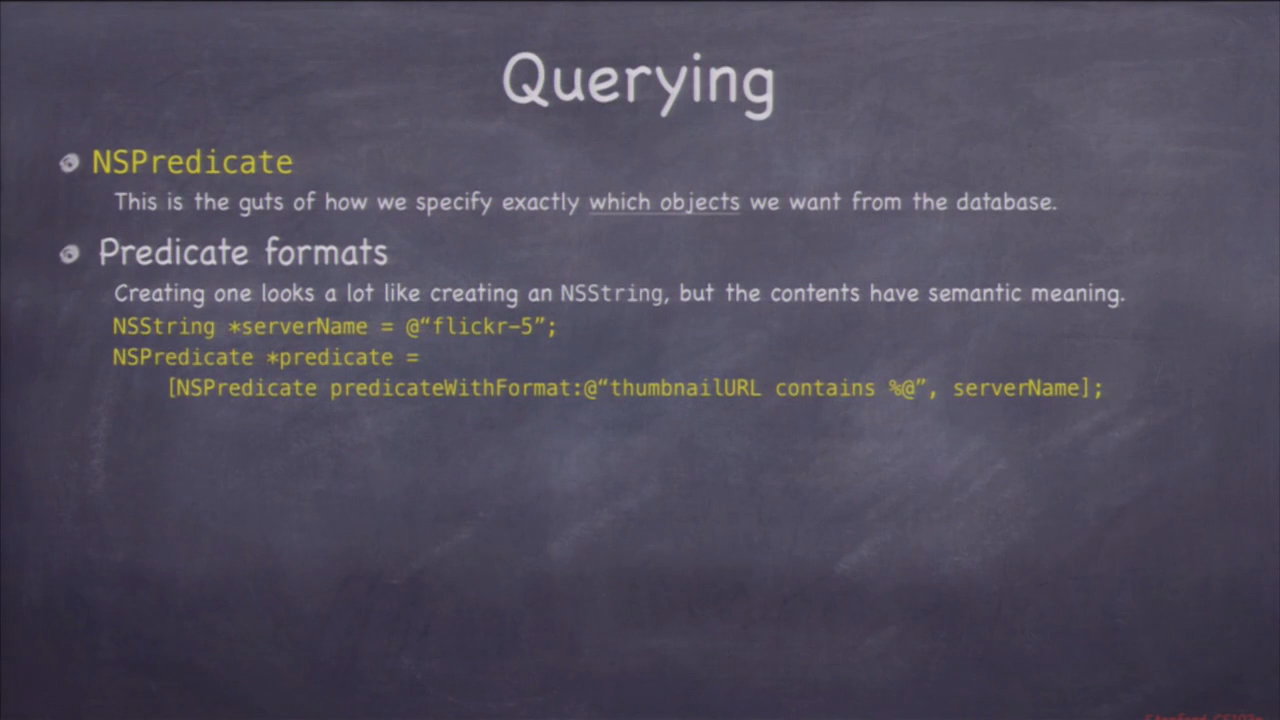 Querying
NSPredicate
This is the guts of how we specify exactly which objects we want from the database.
Predicate formats
Creating one looks a lot like creating an NSString, but the contents have semantic meaning.
NSString *serverName = @“flickr-5”;
NSPredicate *predicate =
[NSPredicate predicateWithFormat:@“thumbnailURL contains %@”, serverName];